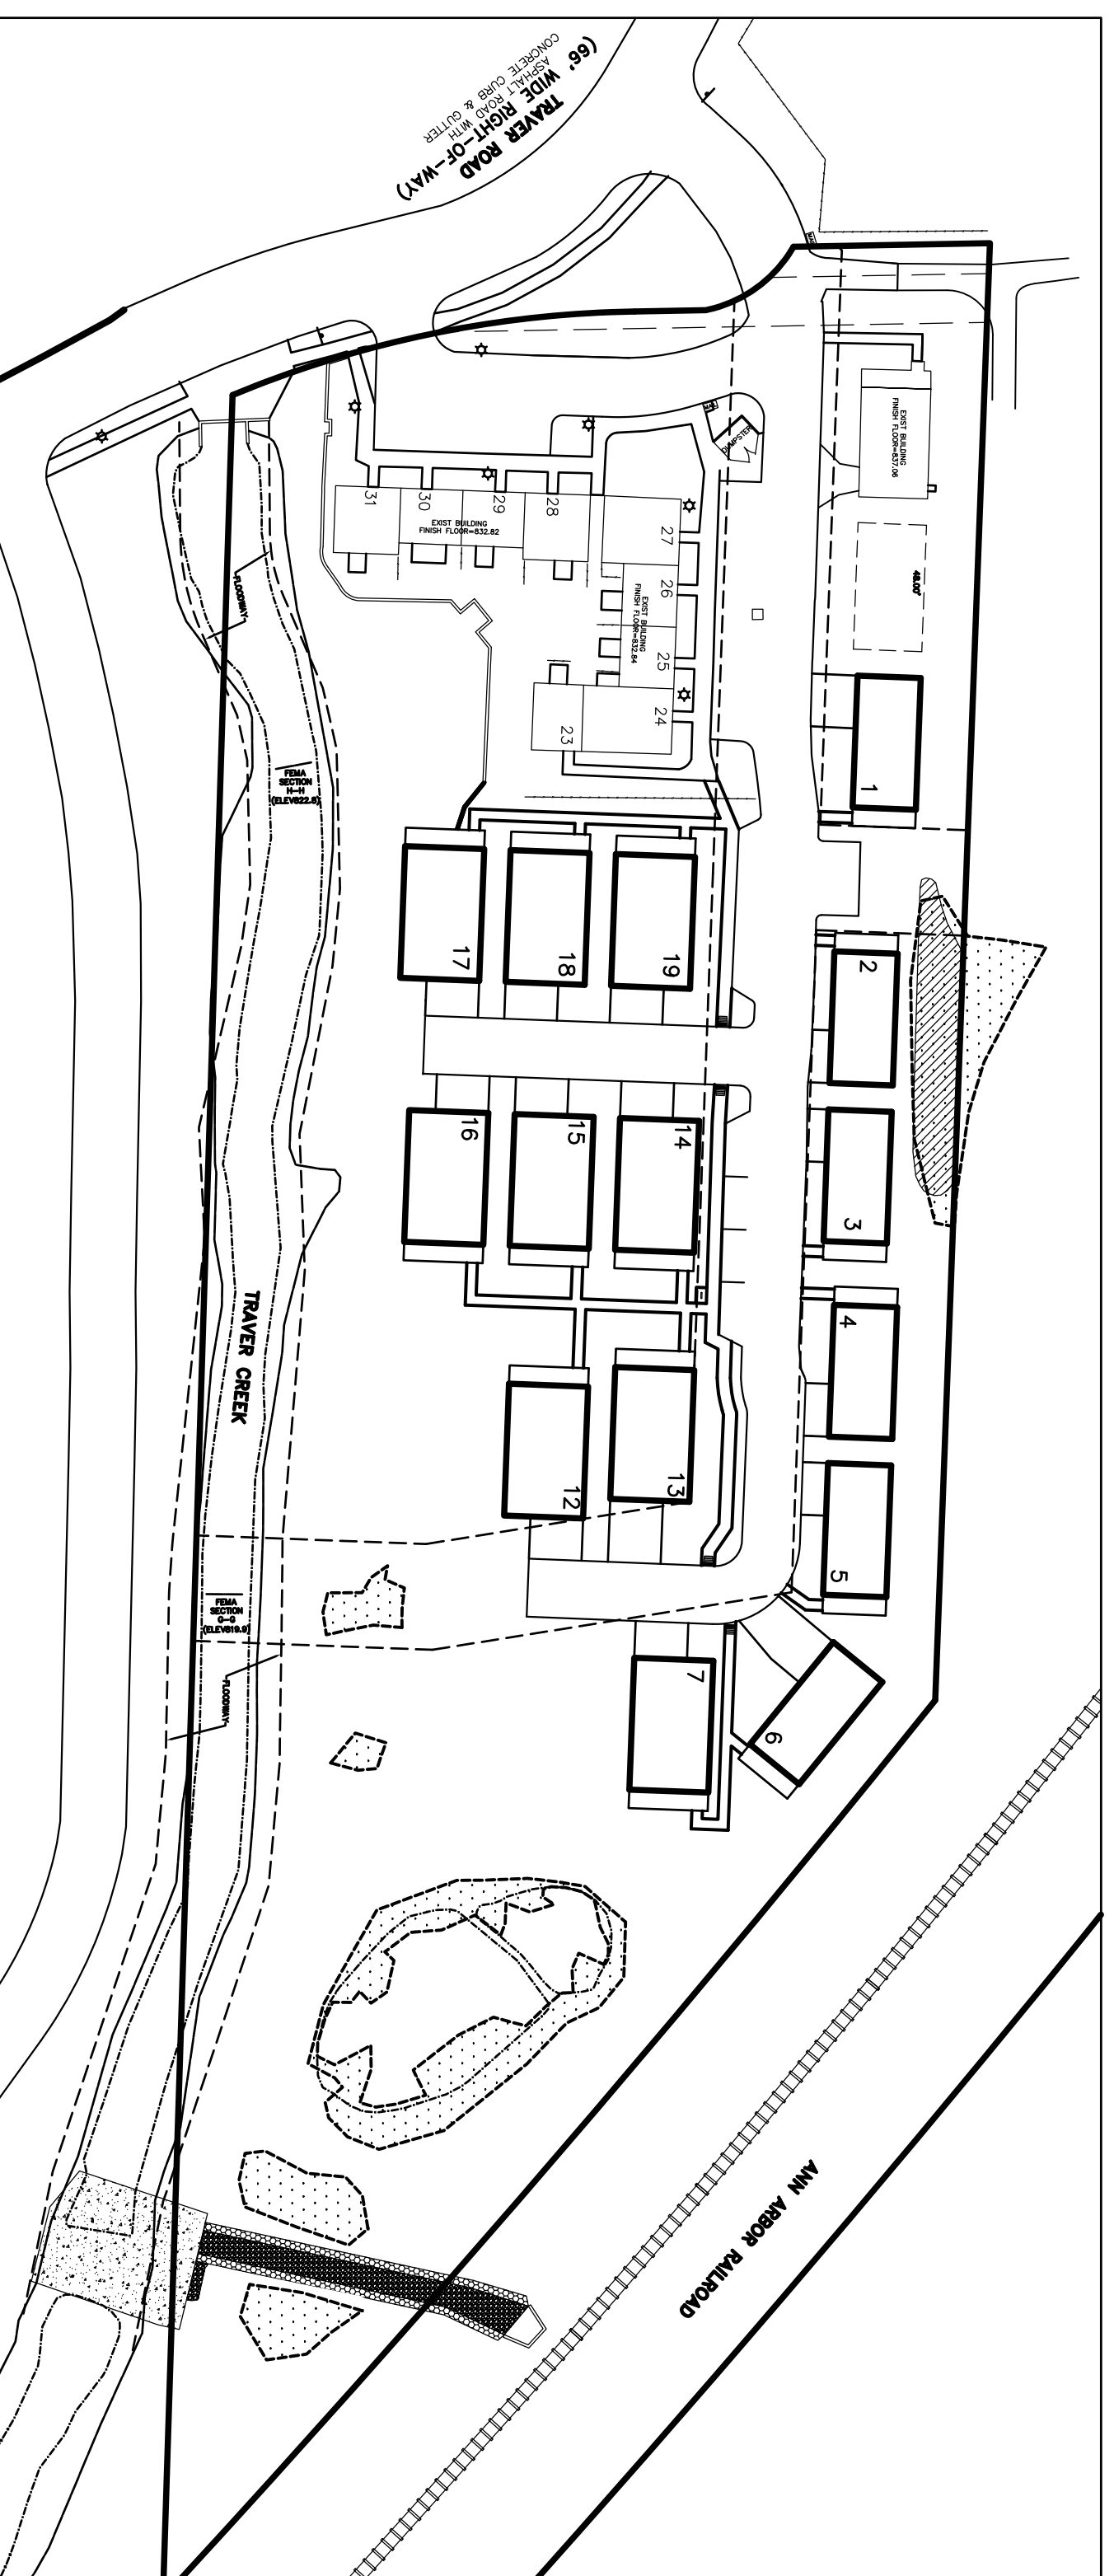 TRAVER ROAD
(66' WIDE RIGHT-OF-WAY)
ASPHALT ROAD WITH
CONCRETE CURB & GUTTER
MAIL
EXIST BUILDING
FINISH FLOOR=837.06
48.00'
DUMPSTER
MAIL
31
30
29
28
EXIST BUILDING
FINISH FLOOR=832.82
27
26
25
24
23
EXIST BUILDING
FINISH FLOOR=832.84
FLOODWAY
FEMA
SECTION
H-H
(ELEV822.8)
1
2
3
4
5
6
7
17
18
19
16
15
14
12
13
TRAVER CREEK
FEMA
SECTION
G-G
(ELEV819.9)
FLOODWAY
ANN ARBOR RAILROAD